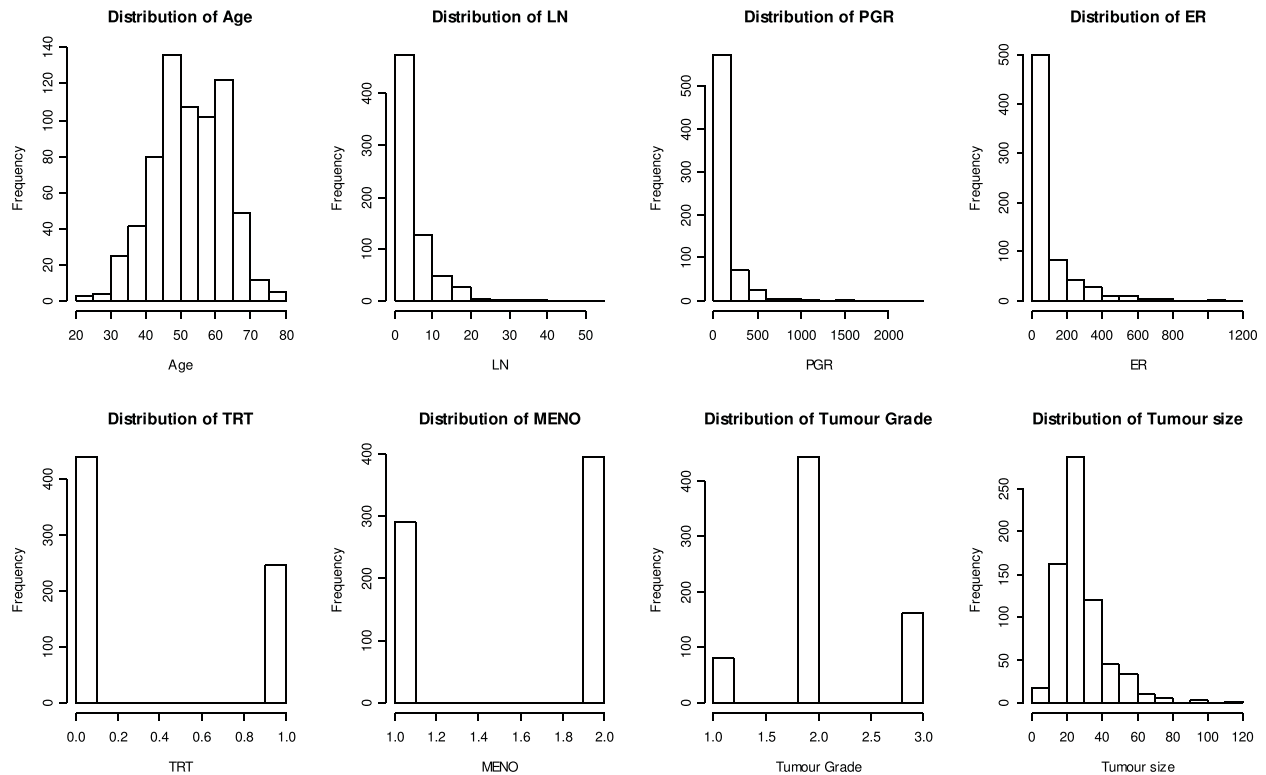 Distribution of Age
Frequency
0 20 40 60 80 100 120 140
20 30 40 50 60 70 80
Age
Distribution of LN
Frequency
0 100 200 300 400
0 10 20 30 40 50
LN
Distribution of PGR
Frequency
0 100 200 300 400 500
0 500 1000 1500 2000
PGR
Distribution of ER
Frequency
0 100 200 300 400 500
0 200 400 600 800 1200
ER
Distribution of TRT
Frequency
0 100 200 300 400
0.0 0.2 0.4 0.6 0.8 1.0
TRT
Distribution of MENO
Frequency
0 100 200 300 400
1.0 1.2 1.4 1.6 1.8 2.0
MENO
Distribution of Tumour Grade
Frequency
0 100 200 300 400
1.0 1.5 2.0 2.5 3.0
Tumour Grade
Distribution of Tumour size
Frequency
0 50 100 150 200 250
0 20 40 60 80 100 120
Tumour size